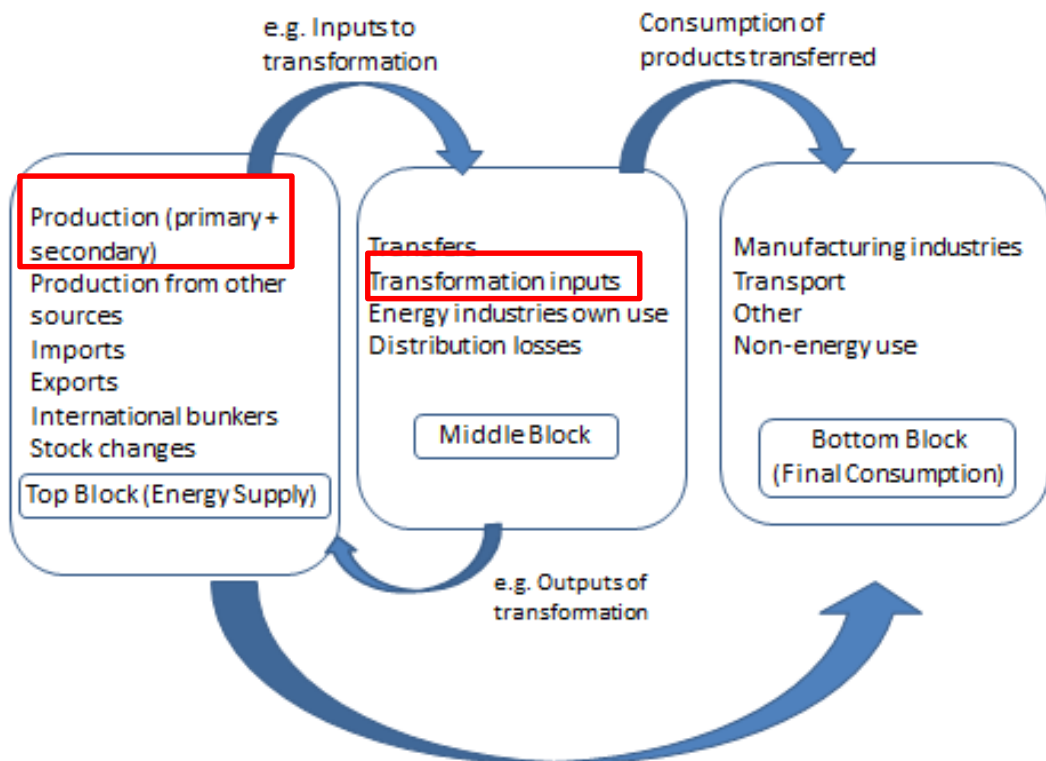 e.g. Inputs to
transformation
Consumption of
products transferred
Production (primary +
secondary)
Production from other
sources
Imports
Exports
International bunkers
Stock changes
Top Block (Energy Supply)
Transfers
Transformation inputs
Energy industries own use
Distribution losses
Middle Block
Manufacturing industries
Transport
Other
Non-energy use
Bottom Block
(Final Consumption)
e.g. Outputs of
transformation